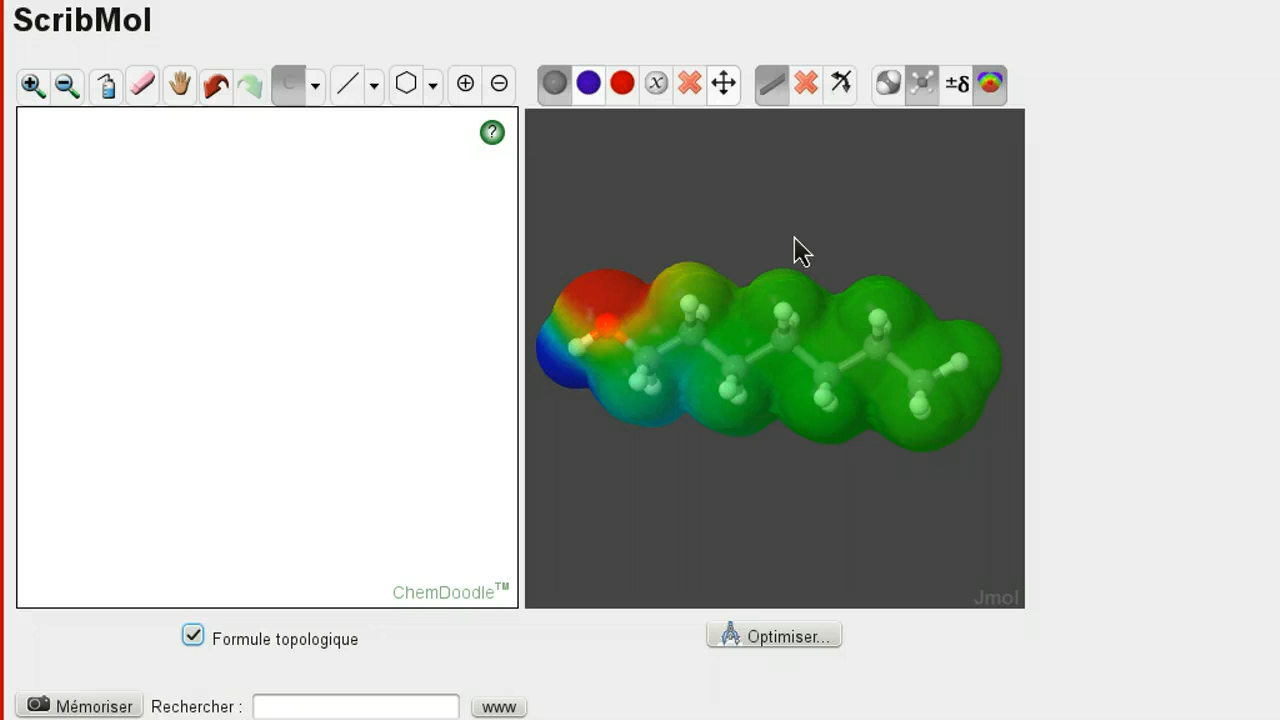 ScribMol
C
x
±δ
?
ChemDoodle™
Jmol
Formule topologique
Optimiser...
Mémoriser
Rechercher :
www